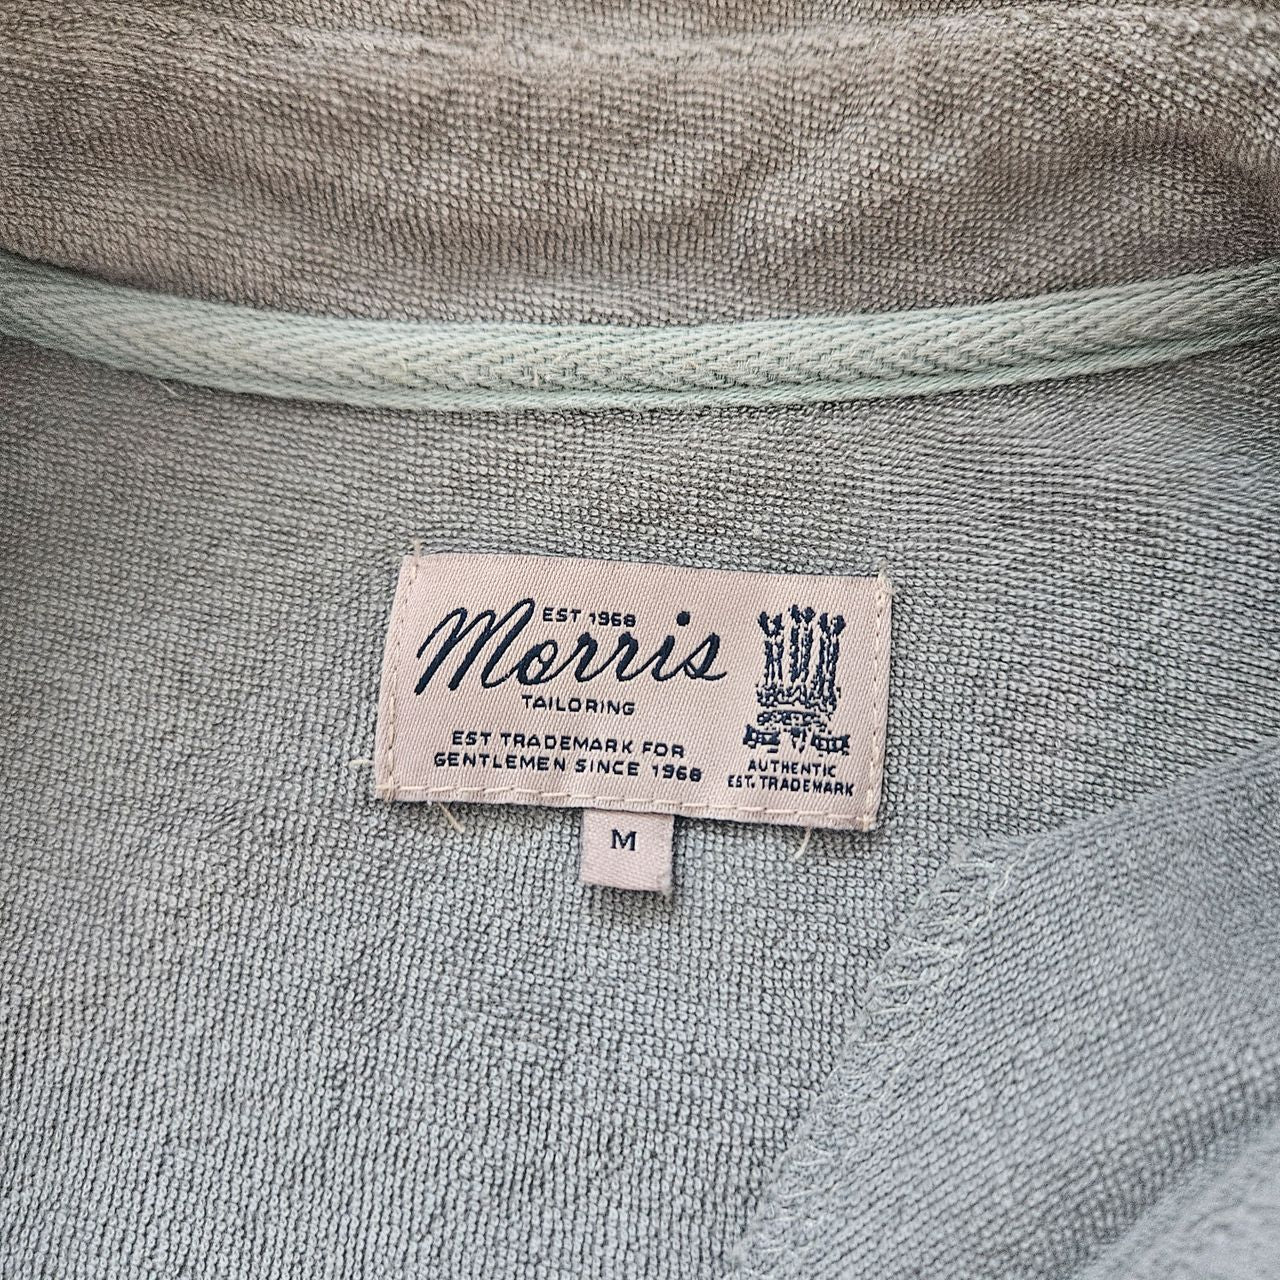 EST 1968
Morris
TAILORING
EST TRADEMARK FOR
GENTLEMEN SINCE 1968
AUTHENTIC
EST. TRADEMARK
M